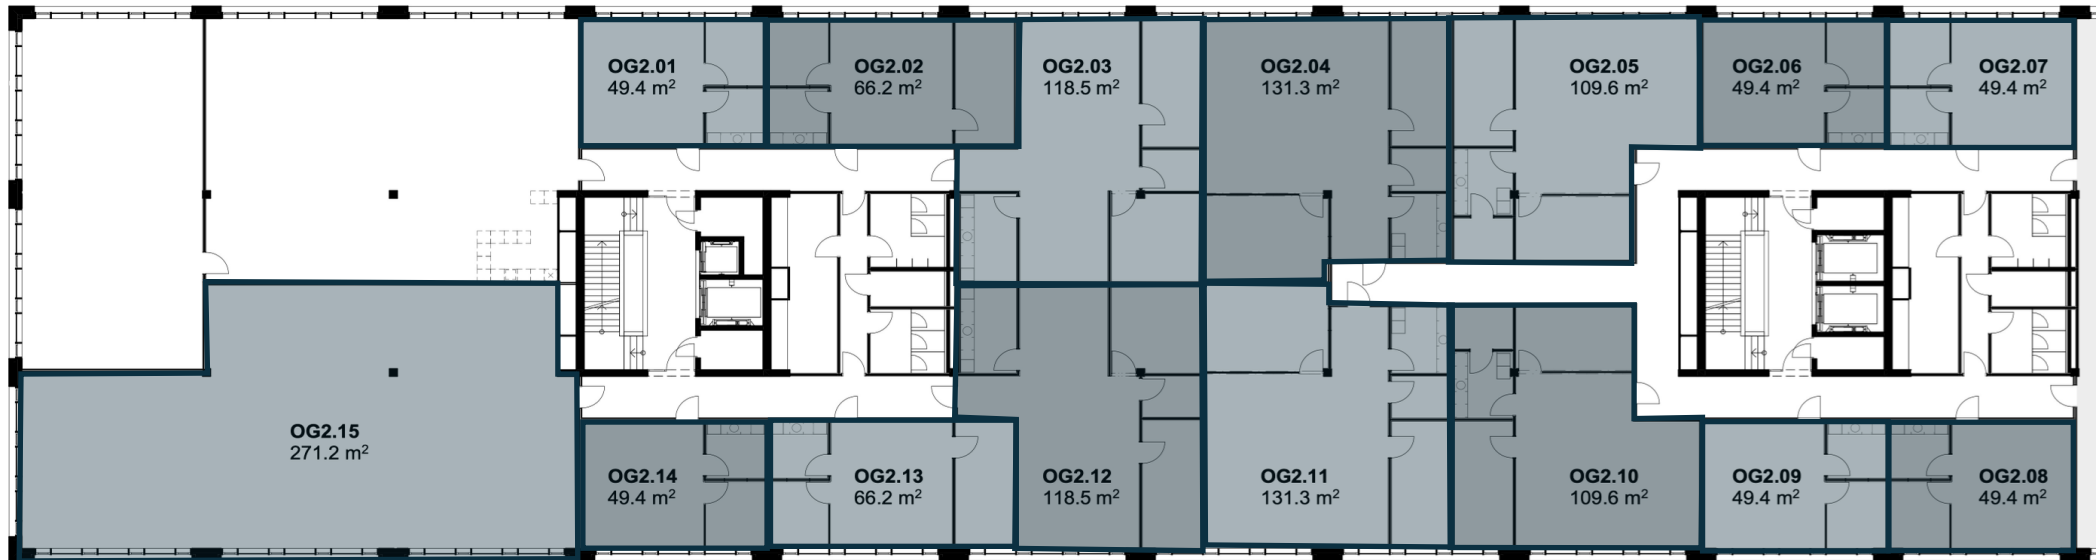 OG2.01
49.4 m²
OG2.02
66.2 m²
OG2.03
118.5 m²
OG2.04
131.3 m²
OG2.05
109.6 m²
OG2.06
49.4 m²
OG2.07
49.4 m²
OG2.15
271.2 m²
OG2.14
49.4 m²
OG2.13
66.2 m²
OG2.12
118.5 m²
OG2.11
131.3 m²
OG2.10
109.6 m²
OG2.09
49.4 m²
OG2.08
49.4 m²